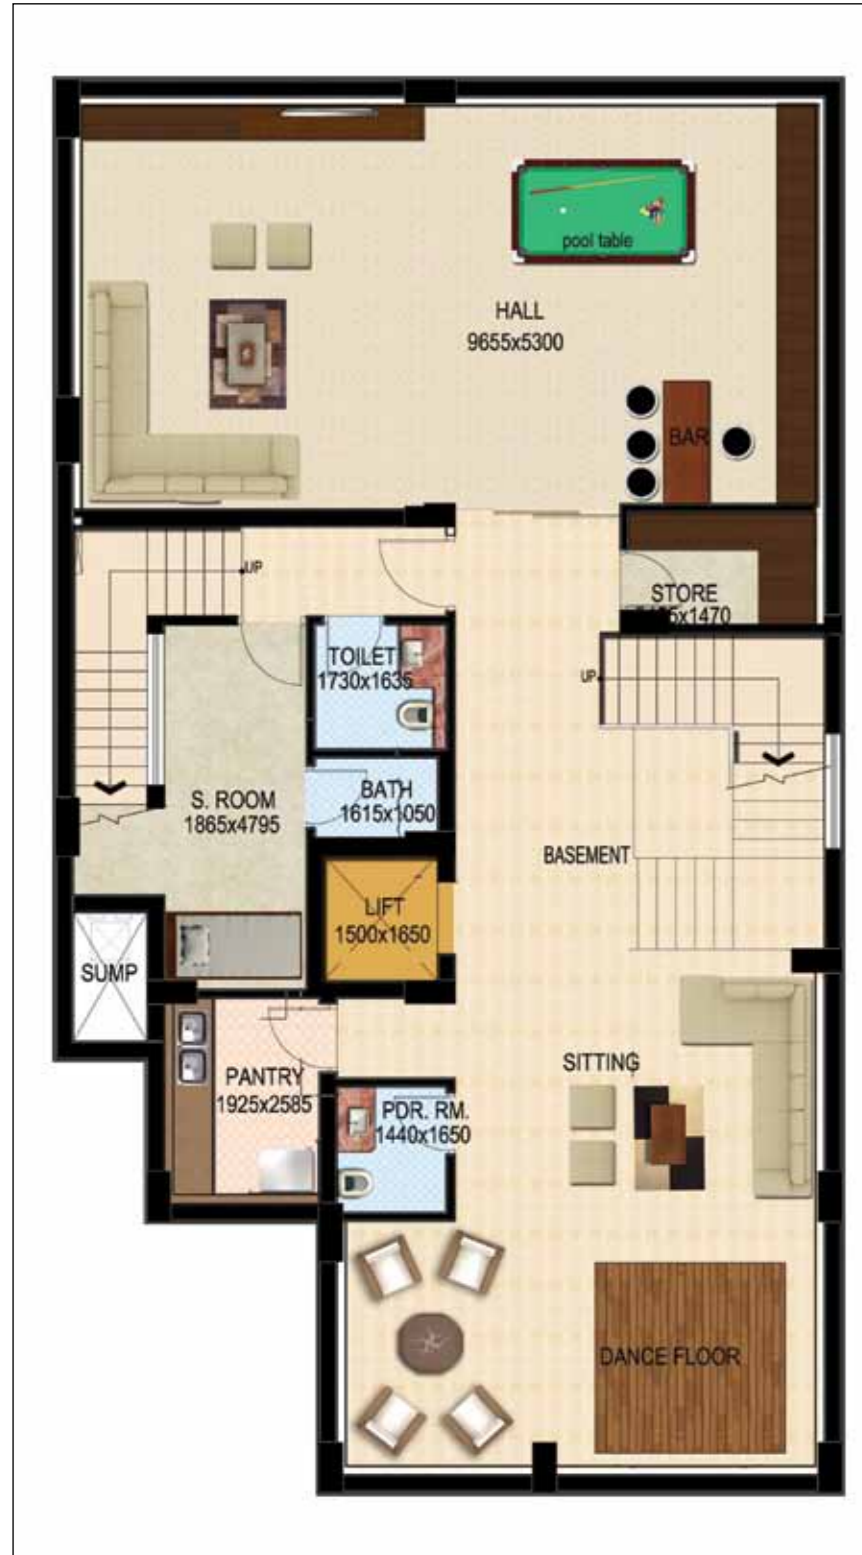 pool table
HALL
9655x5300
BAR
UP
STORE
TOILET
1730x1635
UP
BATH
1615x1050
S. ROOM
1865x4795
BASEMENT
LIFT
1500x1650
SUMP
SITTING
PANTRY
1925x2585
PDR. RM.
1440x1650
DANCE FLOOR